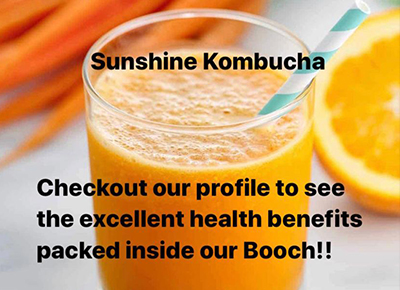 Sunshine Kombucha
Checkout our profile to see
the excellent health benefits
packed inside our Booch!!